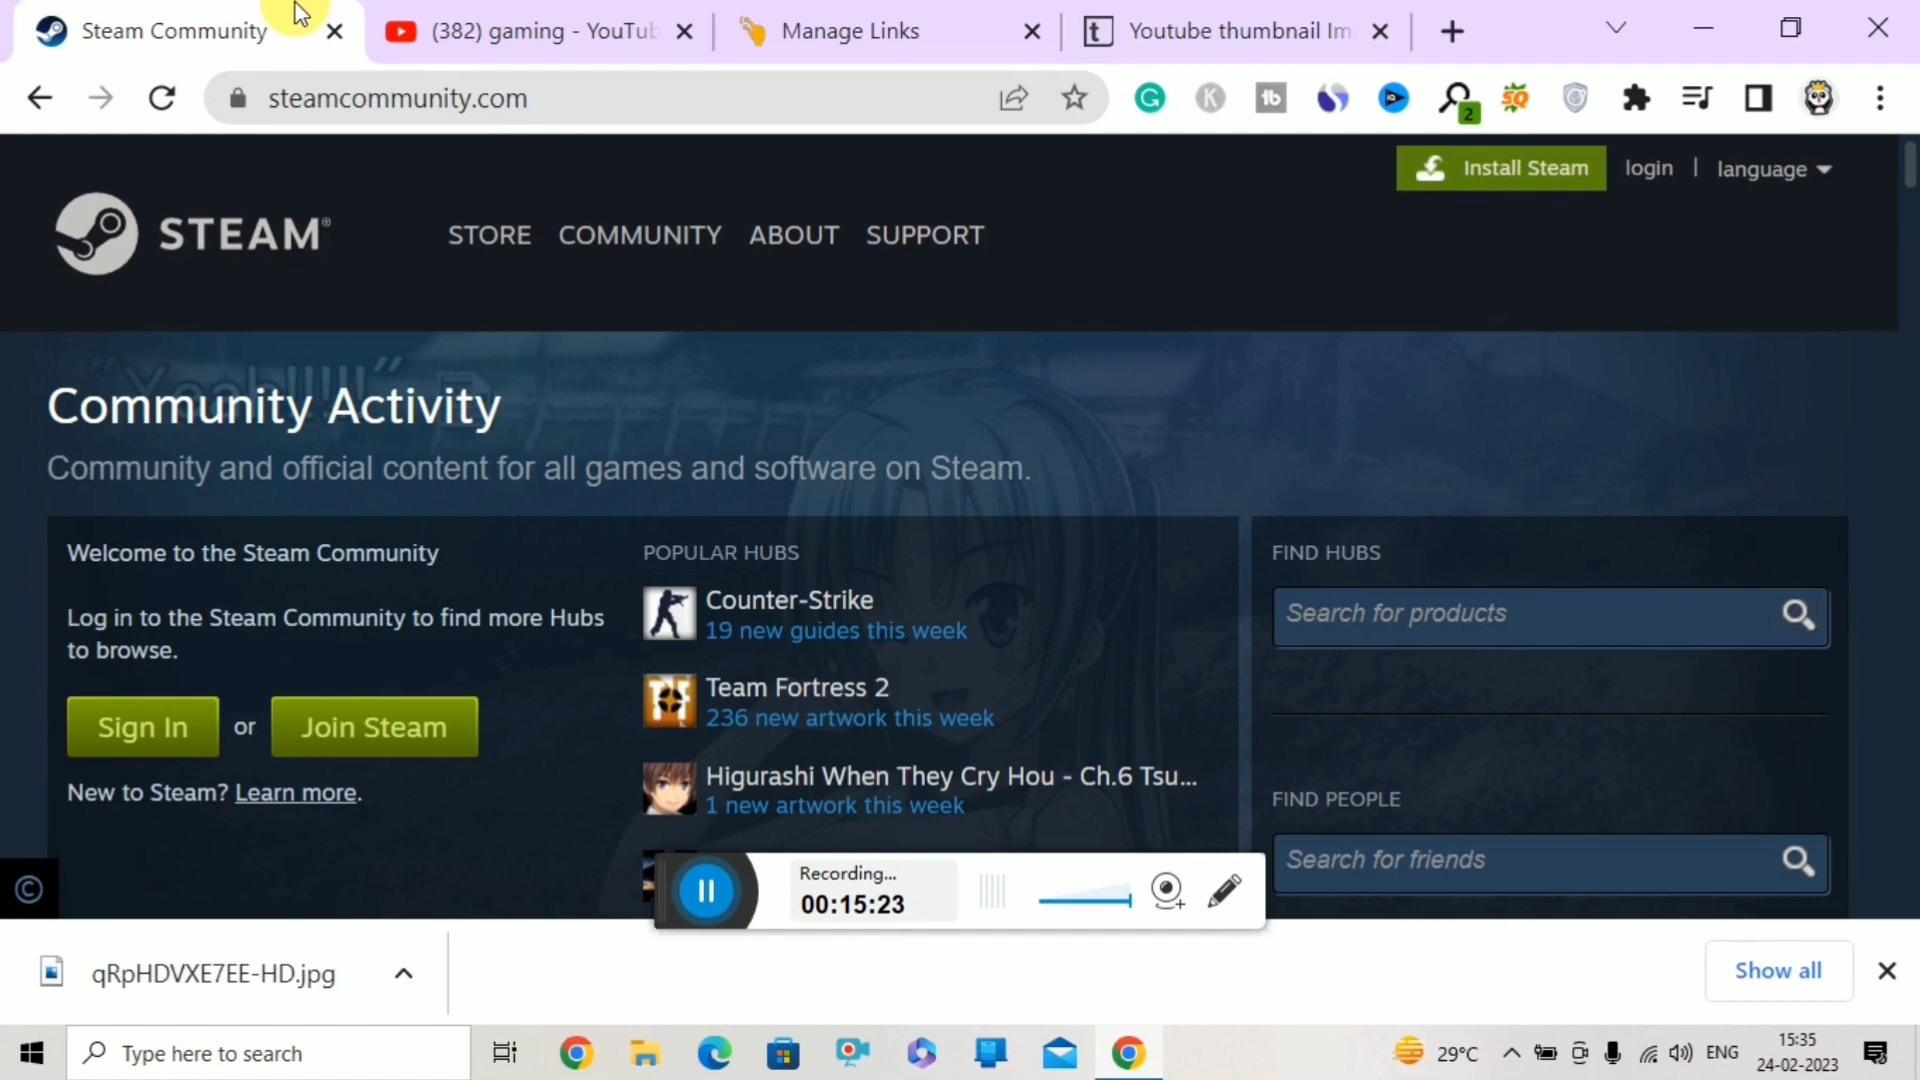 Steam Community
(382) gaming - YouTub
Manage Links
Youtube thumbnail Im
steamcommunity.com
2
Install Steam
login
language
STEAM®
STORE
COMMUNITY
ABOUT
SUPPORT
"Yeah!!!!!"
Community Activity
Community and official content for all games and software on Steam.
Welcome to the Steam Community
Log in to the Steam Community to find more Hubs
to browse.
Sign In
or
Join Steam
New to Steam? Learn more.
POPULAR HUBS
Counter-Strike
19 new guides this week
Team Fortress 2
236 new artwork this week
Higurashi When They Cry Hou - Ch.6 Tsu...
1 new artwork this week
FIND HUBS
Search for products
FIND PEOPLE
Search for friends
Recording...
00:15:23
qRpHDVXE7EE-HD.jpg
Show all
Type here to search
29°C
ENG
15:35
24-02-2023